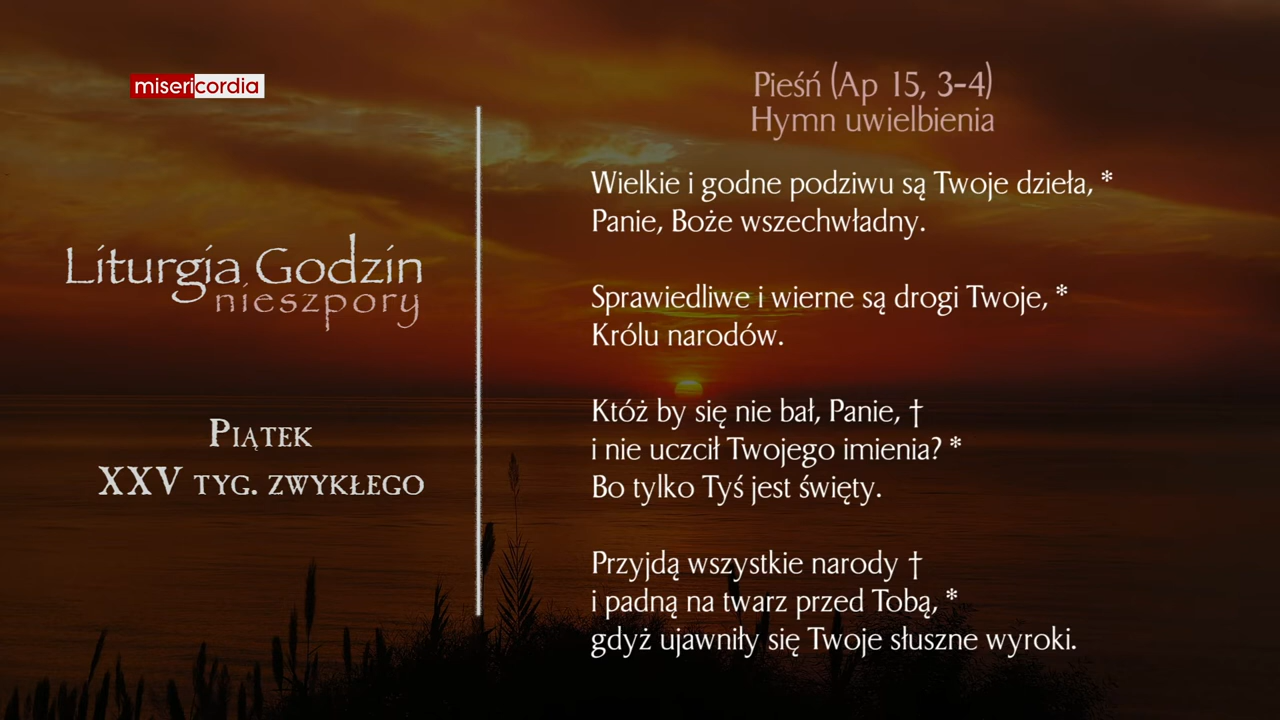 misericordia
Liturgia Godzin
nieszpory
Piątek
XXV tyg. zwykłego
Pieśń (Ap 15, 3-4)
Hymn uwielbienia
Wielkie i godne podziwu są Twoje dzieła, *
Panie, Boże wszechwładny.
Sprawiedliwe i wierne są drogi Twoje, *
Królu narodów.
Któż by się nie bał, Panie, †
i nie uczcił Twojego imienia? *
Bo tylko Tyś jest święty.
Przyjdą wszystkie narody †
i padną na twarz przed Tobą, *
gdyż ujawniły się Twoje słuszne wyroki.